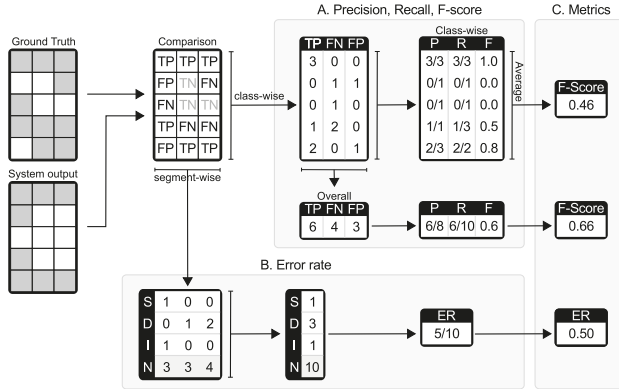 A. Precision, Recall, F-score
C. Metrics
Ground Truth
Comparison
Class-wise
TP FN FP
P R F
TP TP TP
3 0 0
3/3 3/3 1.0
FP TN FN
0 1 1
0/1 0/1 0.0
FN TN TN
0 1 0
0/1 0/1 0.0
TP FN FN
1 2 0
1/1 1/3 0.5
FP TP TP
2 0 1
2/3 2/2 0.8
class-wise
Average
F-Score
0.46
System output
segment-wise
Overall
TP FN FP
6 4 3
P R F
6/8 6/10 0.6
F-Score
0.66
B. Error rate
S 1 0 0
D 0 1 2
I 1 0 0
N 3 3 4
S 1
D 3
I 1
N 10
ER
5/10
ER
0.50